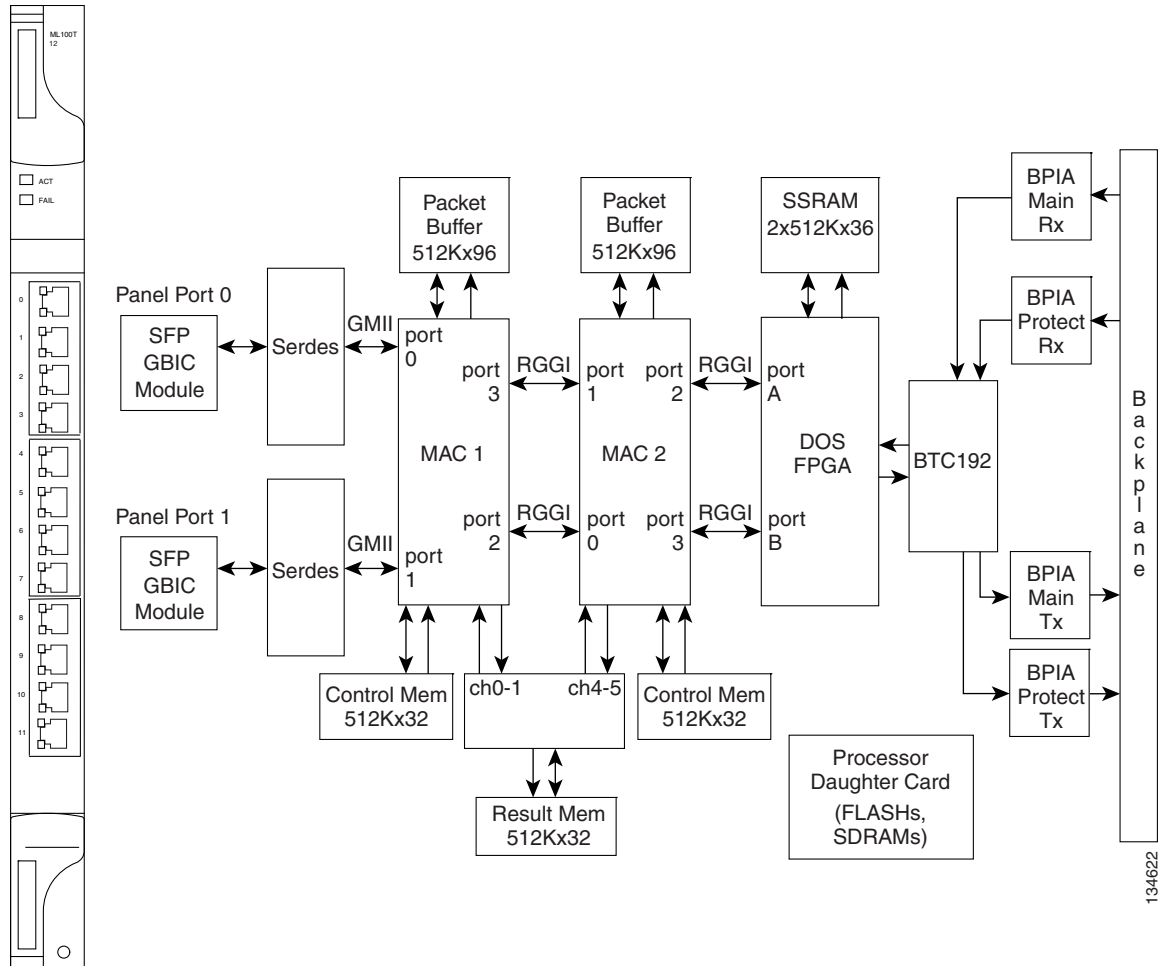 ML100T
12
ACT
FAIL
0
1
2
3
4
5
6
7
8
9
10
11
Panel Port 0
SFP
GBIC
Module
Serdes
GMII
Panel Port 1
SFP
GBIC
Module
Serdes
GMII
Packet
Buffer
512Kx96
port
0
port
3
MAC 1
port
2
port
1
RGGI
RGGI
Packet
Buffer
512Kx96
port
1
port
2
MAC 2
port
0
port
3
RGGI
RGGI
SSRAM
2x512Kx36
port
A
DOS
FPGA
port
B
BTC192
BPIA
Main
Rx
BPIA
Protect
Rx
BPIA
Main
Tx
BPIA
Protect
Tx
Backplane
Control Mem
512Kx32
ch0-1
ch4-5
Control Mem
512Kx32
Result Mem
512Kx32
Processor
Daughter Card
(FLASHs,
SDRAMs)
134622